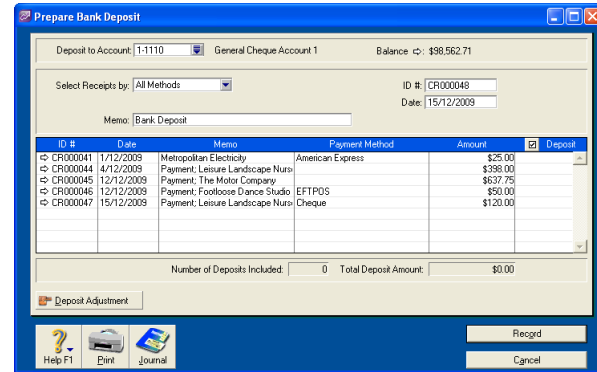 Prepare Bank Deposit
Deposit to Account: 1-1110 General Cheque Account 1 Balance ⇨: $98,562.71
Select Receipts by: All Methods ID #: CR000048
Date: 15/12/2009
Memo: Bank Deposit
ID # Date Memo Payment Method Amount Deposit
CR000041 1/12/2009 Metropolitan Electricity American Express $25.00
CR000044 4/12/2009 Payment; Leisure Landscape Nurs $398.00
CR000045 12/12/2009 Payment; The Motor Company $637.75
CR000046 12/12/2009 Payment; Footloose Dance Studio EFTPOS $50.00
CR000047 15/12/2009 Payment; Leisure Landscape Nurs Cheque $120.00
Number of Deposits Included: 0 Total Deposit Amount: $0.00
Deposit Adjustment
Help F1 Print Journal
Record
Cancel